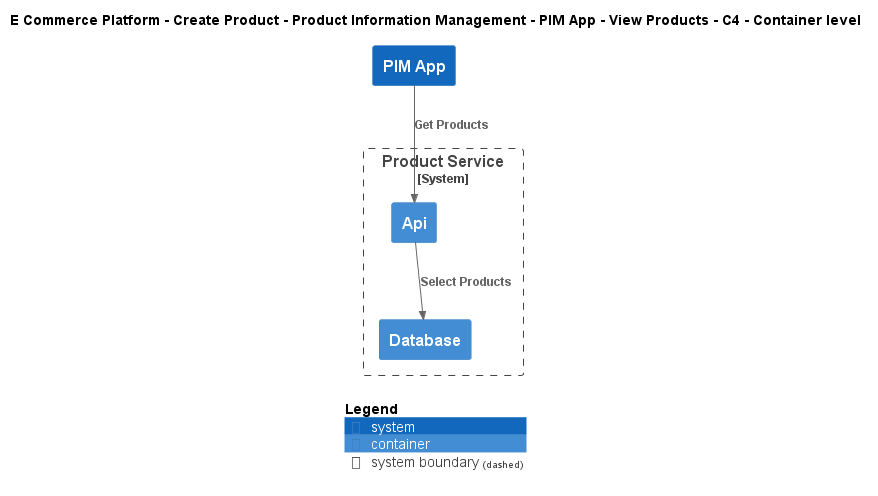 E Commerce Platform - Create Product - Product Information Management - PIM App - View Products - C4 - Container level
PIM App
Get Products
Product Service
[System]
Api
Select Products
Database
Legend
system
container
system boundary (dashed)